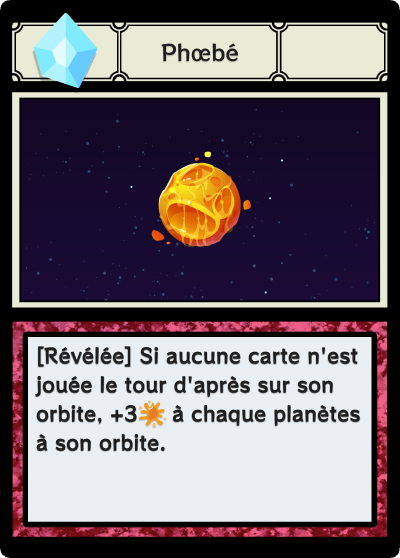 Phœbé
[Révélée] Si aucune carte n'est
jouée le tour d'après sur son
orbite, +3 à chaque planètes
à son orbite.